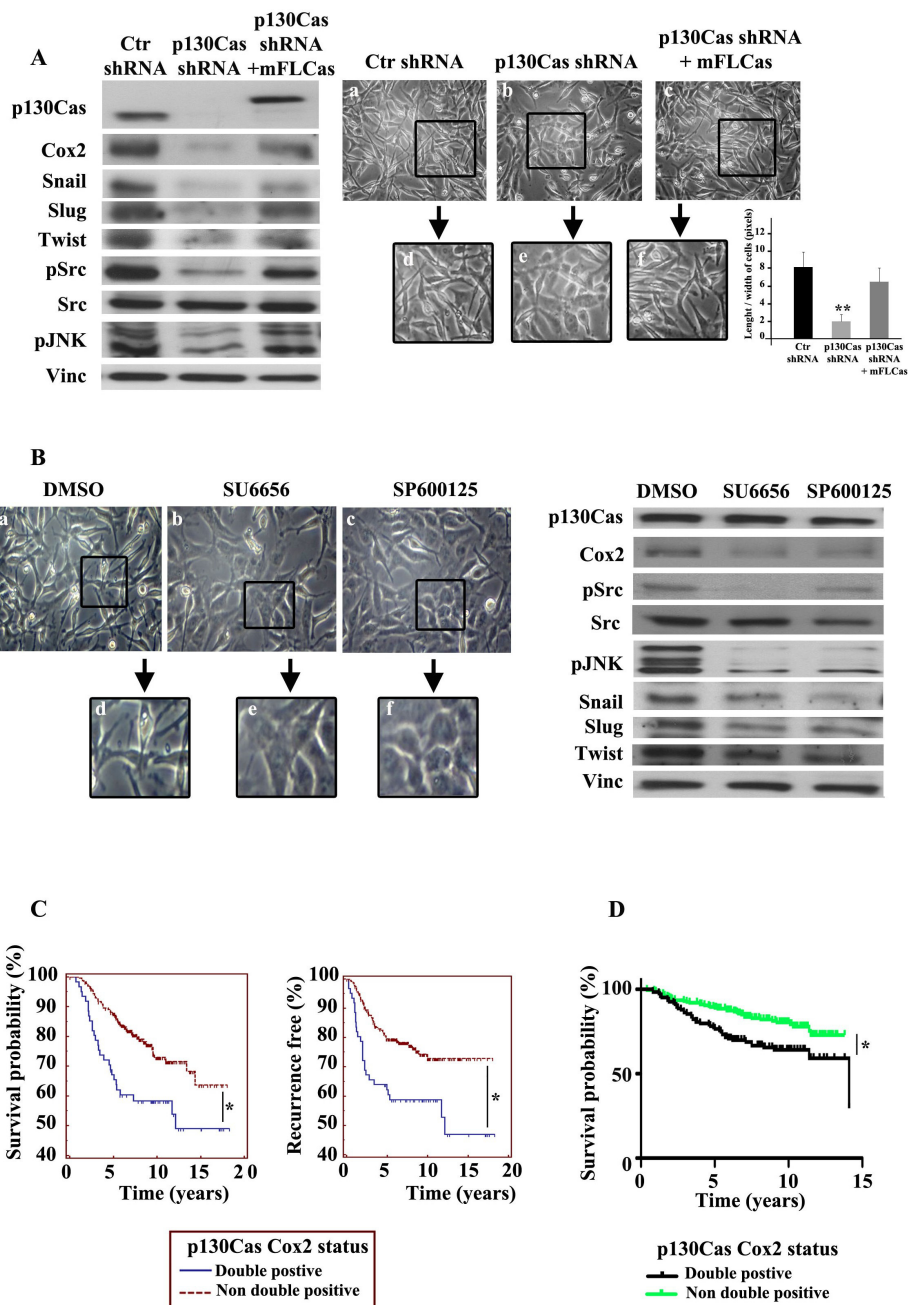 A
Ctr
shRNA
p130Cas
shRNA
p130Cas
shRNA
+mFLCas
p130Cas
Cox2
Snail
Slug
Twist
pSrc
Src
pJNK
Vinc
Ctr shRNA
p130Cas shRNA
p130Cas shRNA
+ mFLCas
a
b
c
d
e
f
Lenght / width of cells (pixels)
12
10
8
6
4
2
**
Ctr
shRNA
p130Cas
shRNA
p130Cas
shRNA
+ mFLCas
B
DMSO
SU6656
SP600125
a
b
c
d
e
f
DMSO
SU6656
SP600125
p130Cas
Cox2
pSrc
Src
pJNK
Snail
Slug
Twist
Vinc
C
Survival probability (%)
100
90
80
70
60
50
40
0
5
10
15
20
Time (years)
*
Recurrence free (%)
100
90
80
70
60
50
40
0
5
10
15
20
Time (years)
*
p130Cas Cox2 status
Double postive
Non double positive
D
Survival probability (%)
100
50
0
0
5
10
15
Time (years)
*
p130Cas Cox2 status
Double postive
Non double positive